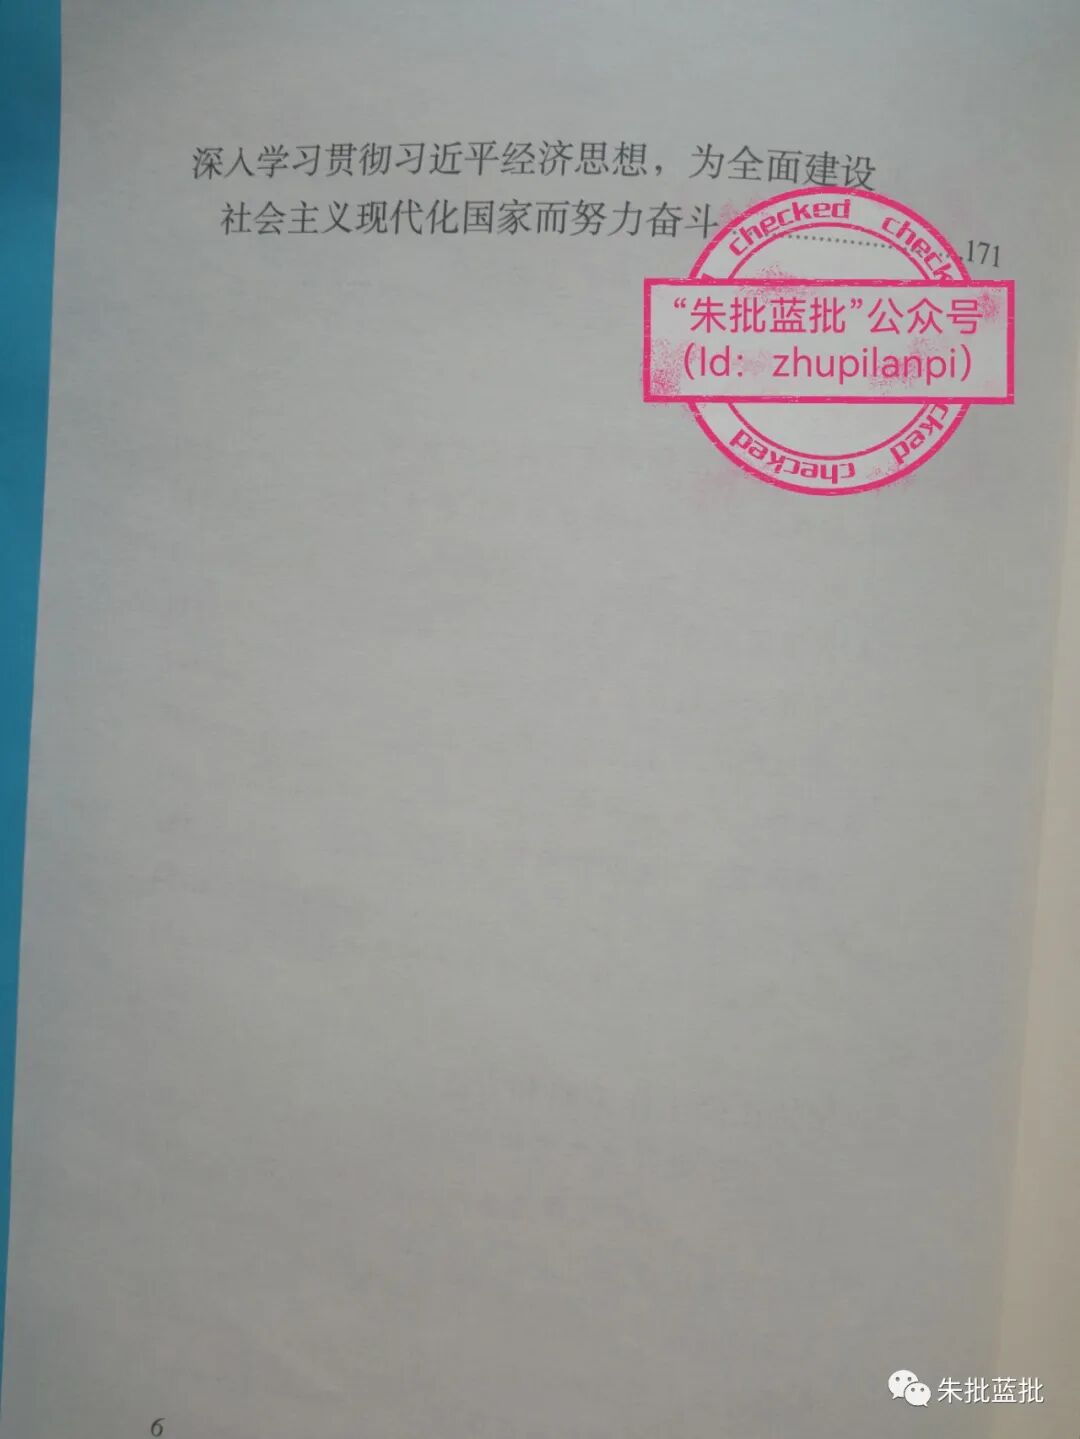 深入学习贯彻习近平经济思想，为全面建设
社会主义现代化国家而努力奋斗....................171
checked checked checked checked checked
“朱批蓝批”公众号
（Id：zhupilanpi）
朱批蓝批
6